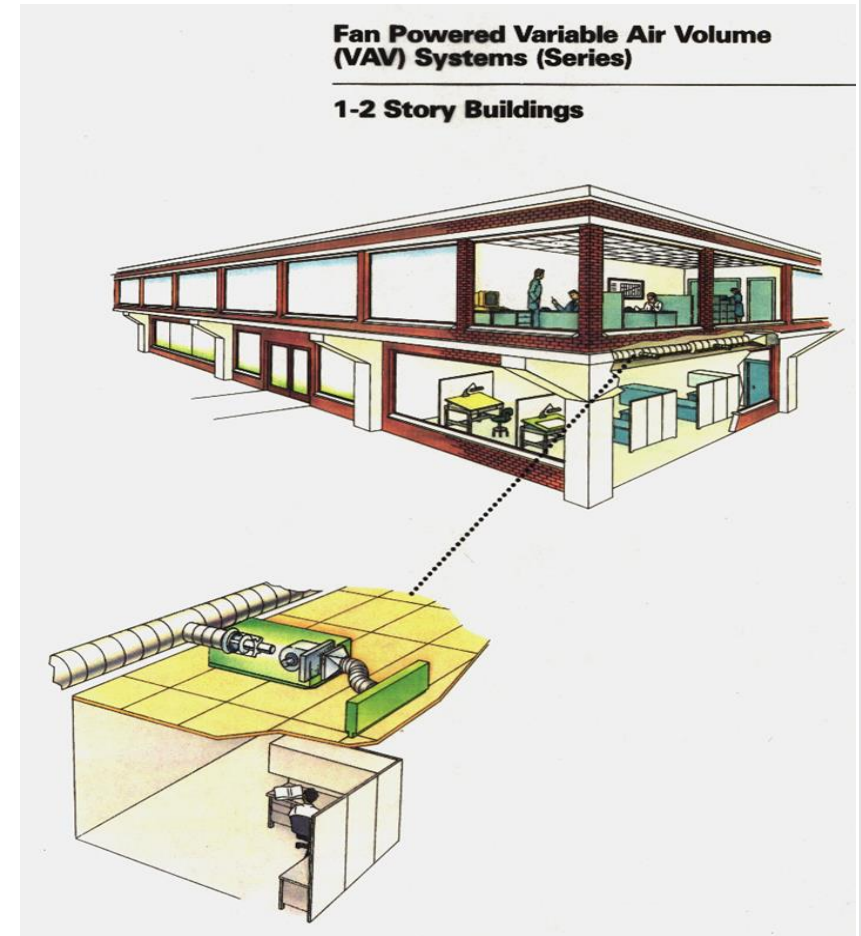 Fan Powered Variable Air Volume
(VAV) Systems (Series)
1-2 Story Buildings